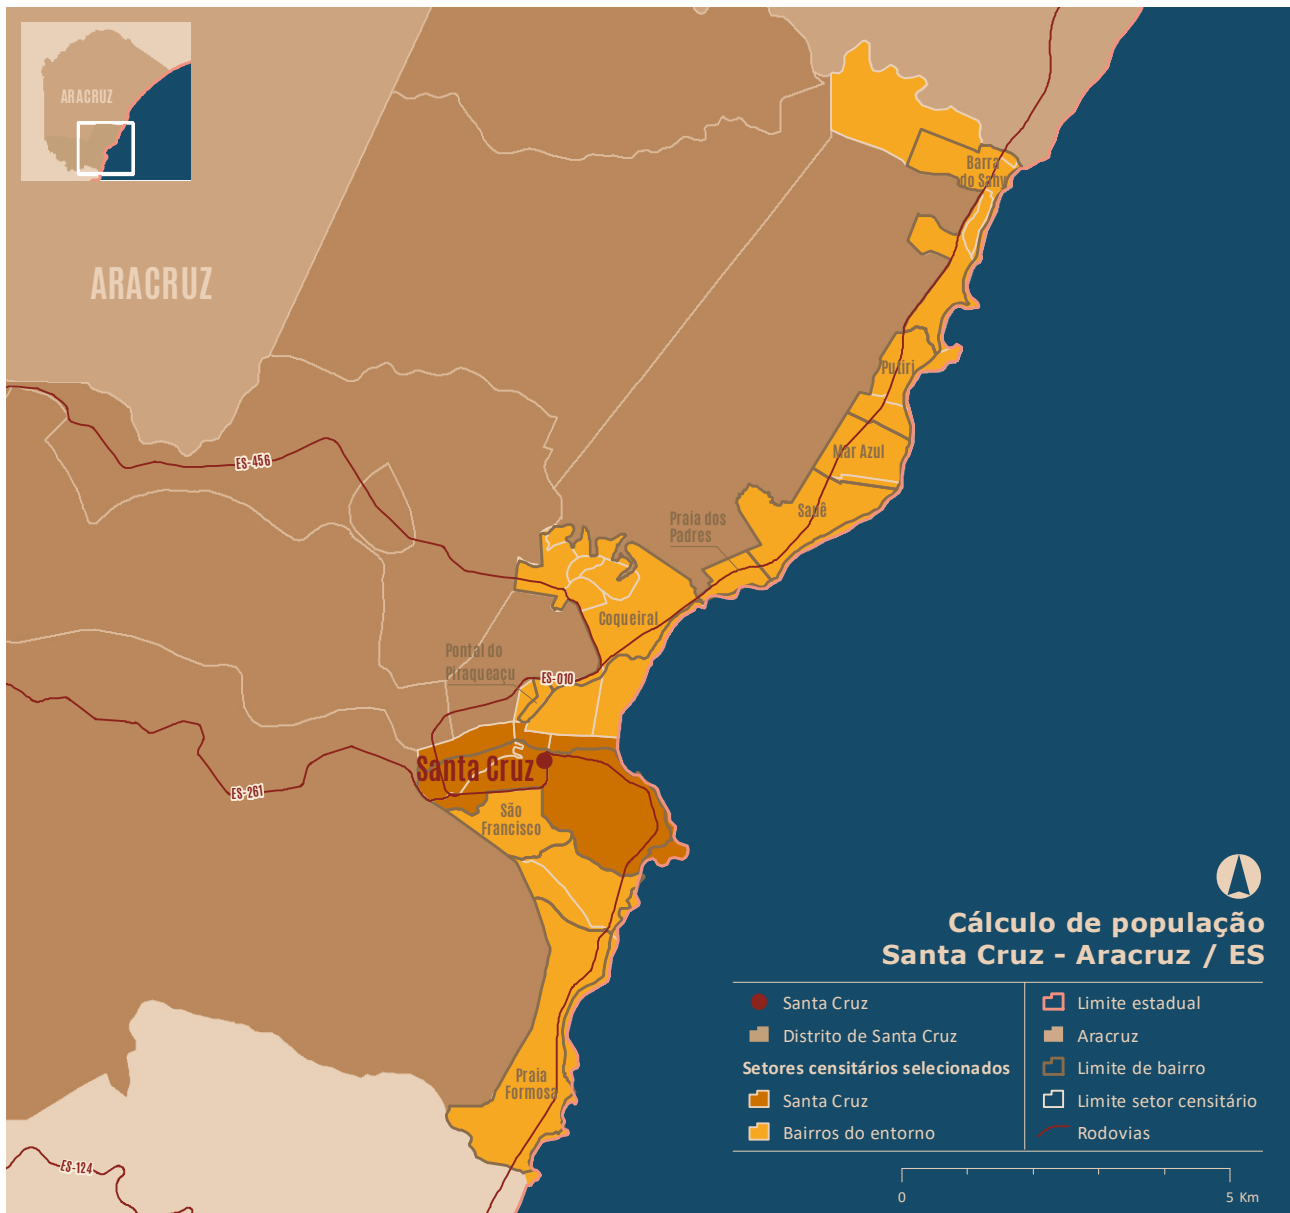 ARACRUZ
ARACRUZ
Barra
do Sahy
Putiri
Mar Azul
Sauê
Praia dos
Padres
Coqueiral
Pontal do
Piraqueaçu
ES-456
ES-010
ES-261
Santa Cruz
São
Francisco
Praia
Formosa
ES-124
Cálculo de população
Santa Cruz - Aracruz / ES
Santa Cruz
Distrito de Santa Cruz
Setores censitários selecionados
Santa Cruz
Bairros do entorno
Limite estadual
Aracruz
Limite de bairro
Limite setor censitário
Rodovias
0
5 Km